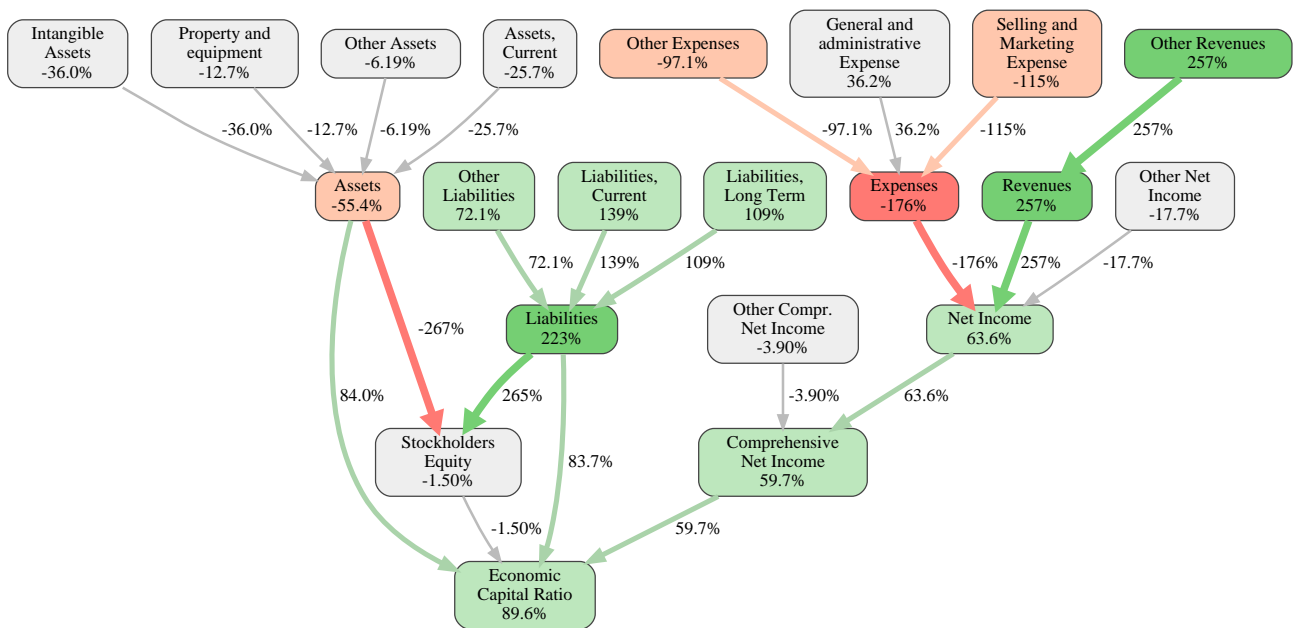 Intangible
Assets
-36.0%
Property and
equipment
-12.7%
Other Assets
-6.19%
Assets,
Current
-25.7%
Other Expenses
-97.1%
General and
administrative
Expense
36.2%
Selling and
Marketing
Expense
-115%
Other Revenues
257%
-36.0%
-12.7%
-6.19%
-25.7%
-97.1%
36.2%
-115%
257%
Assets
-55.4%
Other
Liabilities
72.1%
Liabilities,
Current
139%
Liabilities,
Long Term
109%
Expenses
-176%
Revenues
257%
Other Net
Income
-17.7%
72.1%
139%
109%
-176%
257%
-17.7%
-267%
Liabilities
223%
Other Compr.
Net Income
-3.90%
Net Income
63.6%
84.0%
265%
-3.90%
63.6%
Stockholders
Equity
-1.50%
83.7%
Comprehensive
Net Income
59.7%
-1.50%
59.7%
Economic
Capital Ratio
89.6%